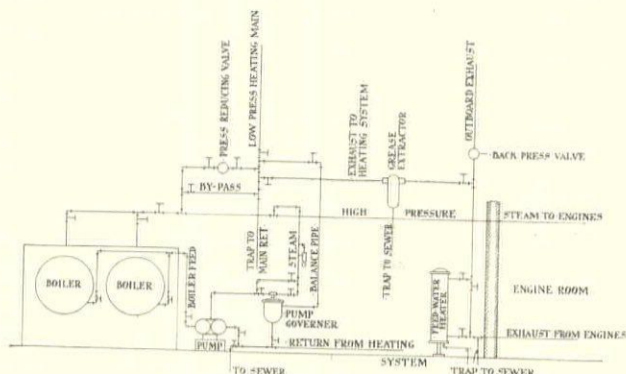 PRESS REDUCING VALVE
LOW PRESS HEATING MAIN
OUTBOARD EXHAUST
EXHAUST TO
HEATING SYSTEM
GREASE
EXTRACTOR
BACK PRESS VALVE
BY-PASS
HIGH PRESSURE
STEAM TO ENGINES
TRAP TO
MAIN RET
STEAM
BALANCE PIPE
TRAP TO SEWER
BOILER
BOILER
BOILER FEED
ENGINE ROOM
FEED-WATER
HEATER
PUMP
GOVERNER
EXHAUST FROM ENGINES
PUMP
RETURN FROM HEATING
SYSTEM
TO SEWER
TRAP TO SEWER